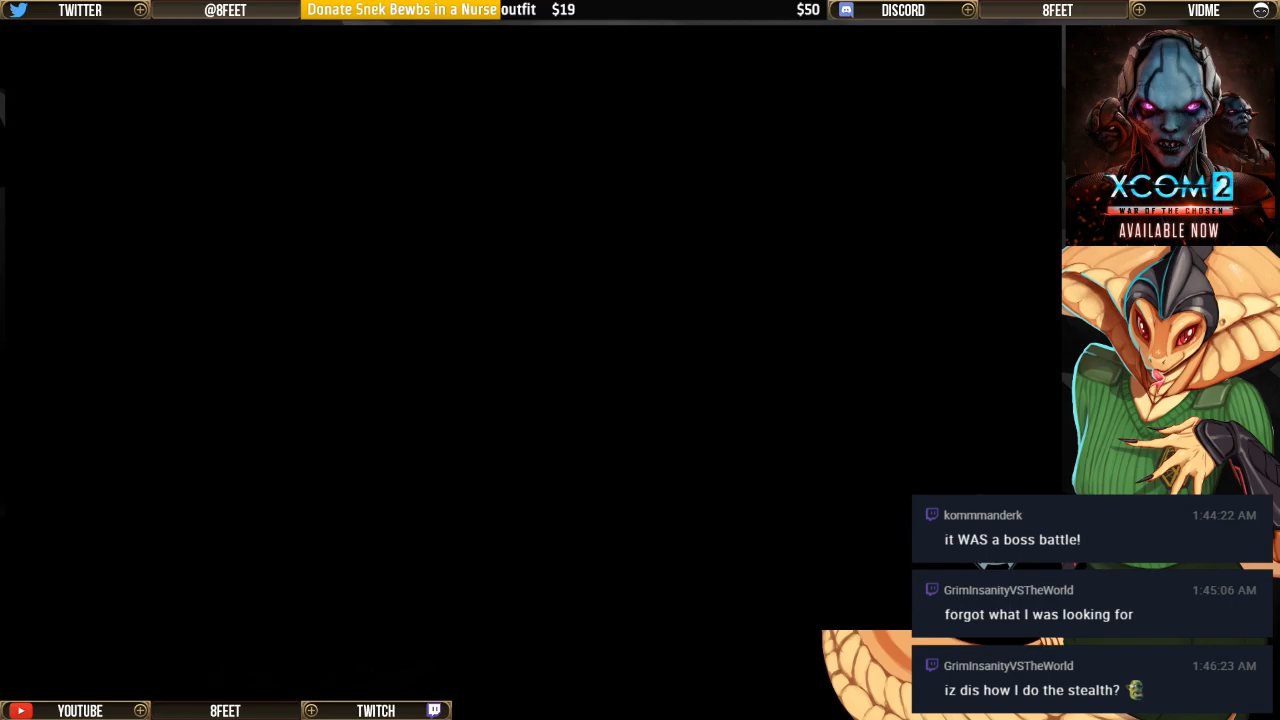 TWITTER
@8FEET
Donate Snek Bewbs in a Nurse outfit $19
$50
DISCORD
8FEET
VIDME
XCOM 2
WAR OF THE CHOSEN
AVAILABLE NOW
kommmanderk 1:44:22 AM
it WAS a boss battle!
GrimInsanityVSTheWorld 1:45:06 AM
forgot what I was looking for
GrimInsanityVSTheWorld 1:46:23 AM
iz dis how I do the stealth?
YOUTUBE
8FEET
TWITCH